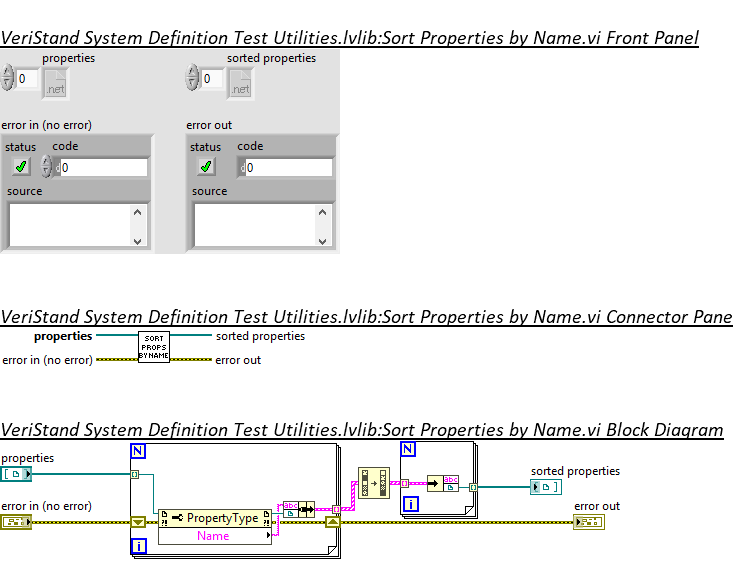 VeriStand System Definition Test Utilities.lvlib:Sort Properties by Name.vi Front Panel
properties sorted properties
0 .net 0 .net
error in (no error) error out
status code status code
0 0
source source
VeriStand System Definition Test Utilities.lvlib:Sort Properties by Name.vi Connector Pane
properties SORT PROPS BY NAME sorted properties
error in (no error) error out
VeriStand System Definition Test Utilities.lvlib:Sort Properties by Name.vi Block Diagram
properties N N sorted properties
abc
error in (no error) PropertyType abc i error out
Name
i